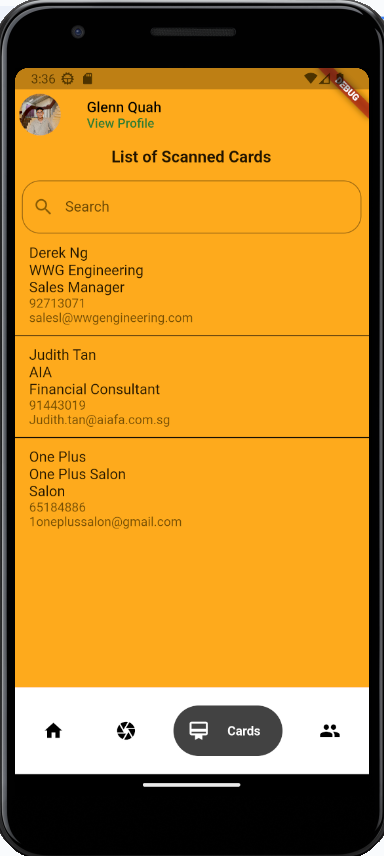 3:36
DEBUG
Glenn Quah
View Profile
List of Scanned Cards
Search
Derek Ng
WWG Engineering
Sales Manager
92713071
salesl@wwgengineering.com
Judith Tan
AIA
Financial Consultant
91443019
Judith.tan@aiafa.com.sg
One Plus
One Plus Salon
Salon
65184886
1oneplussalon@gmail.com
Cards